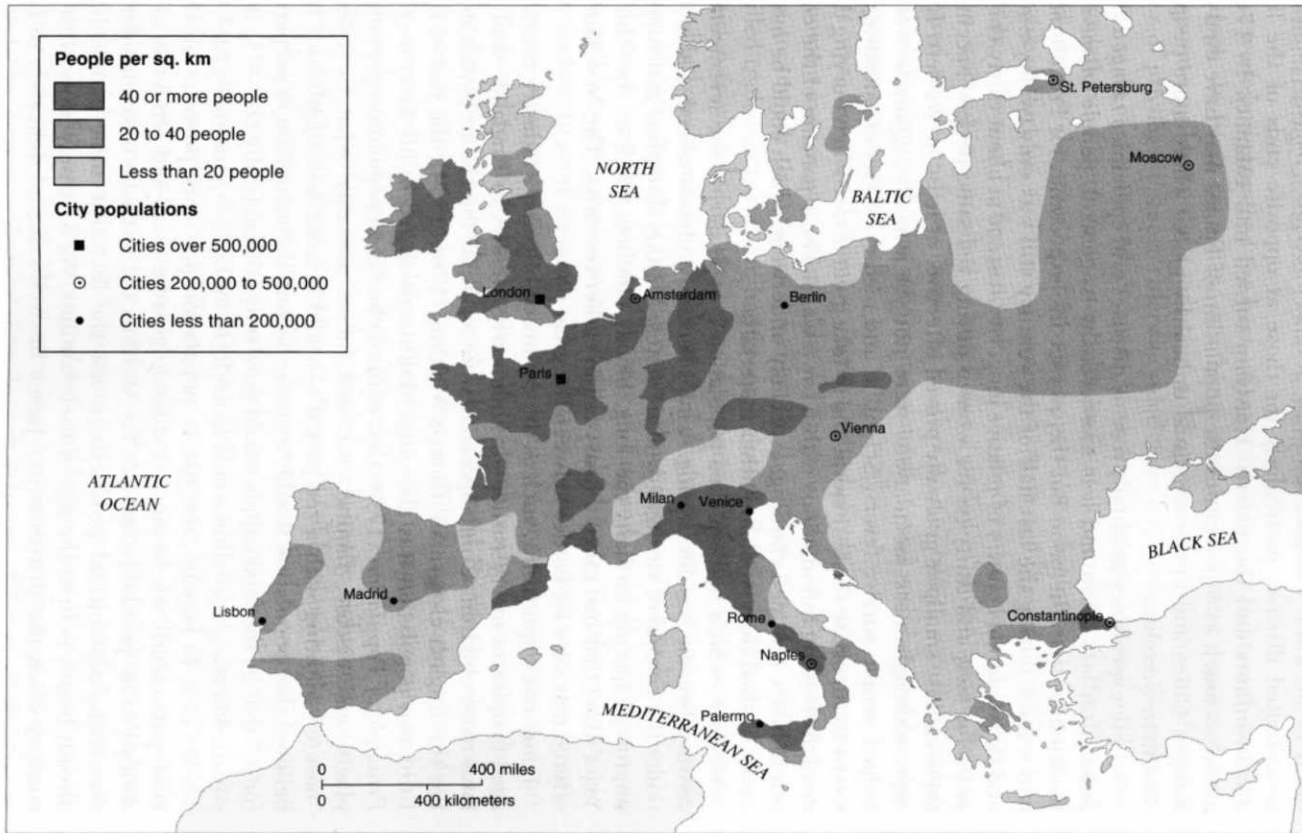 People per sq. km
40 or more people
20 to 40 people
Less than 20 people
City populations
Cities over 500,000
Cities 200,000 to 500,000
Cities less than 200,000
St. Petersburg
Moscow
NORTH
SEA
BALTIC
SEA
London
Amsterdam
Berlin
Paris
Vienna
ATLANTIC
OCEAN
Milan
Venice
BLACK SEA
Madrid
Lisbon
Rome
Constantinople
Naples
Palermo
MEDITERRANEAN SEA
0
400 miles
0
400 kilometers